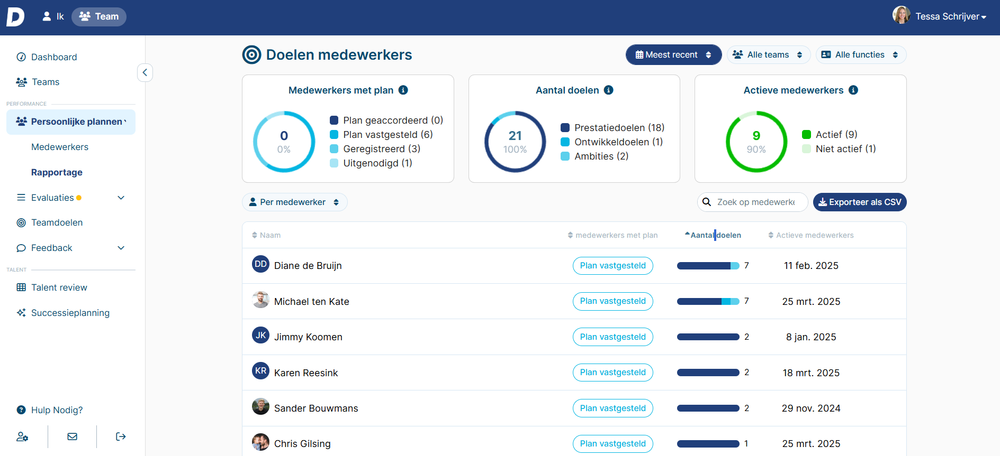 D Ik Team Tessa Schrijver
Dashboard
Teams
PERFORMANCE
Persoonlijke plannen
Medewerkers
Rapportage
Evaluaties
Teamdoelen
Feedback
TALENT
Talent review
Successieplanning
Hulp Nodig?
Doelen medewerkers
Meest recent Alle teams Alle functies
Medewerkers met plan
0
0%
Plan geaccordeerd (0)
Plan vastgesteld (6)
Geregistreerd (3)
Uitgenodigd (1)
Aantal doelen
21
100%
Prestatiedoelen (18)
Ontwikkeldoelen (1)
Ambities (2)
Actieve medewerkers
9
90%
Actief (9)
Niet actief (1)
Per medewerker Zoek op medewerke Exporteer als CSV
Naam medewerkers met plan Aantal doelen Actieve medewerkers
DD Diane de Bruijn Plan vastgesteld 7 11 feb. 2025
Michael ten Kate Plan vastgesteld 7 25 mrt. 2025
JK Jimmy Koomen Plan vastgesteld 2 8 jan. 2025
KR Karen Reesink Plan vastgesteld 2 18 mrt. 2025
Sander Bouwmans Plan vastgesteld 2 29 nov. 2024
Chris Gilsing Plan vastgesteld 1 25 mrt. 2025